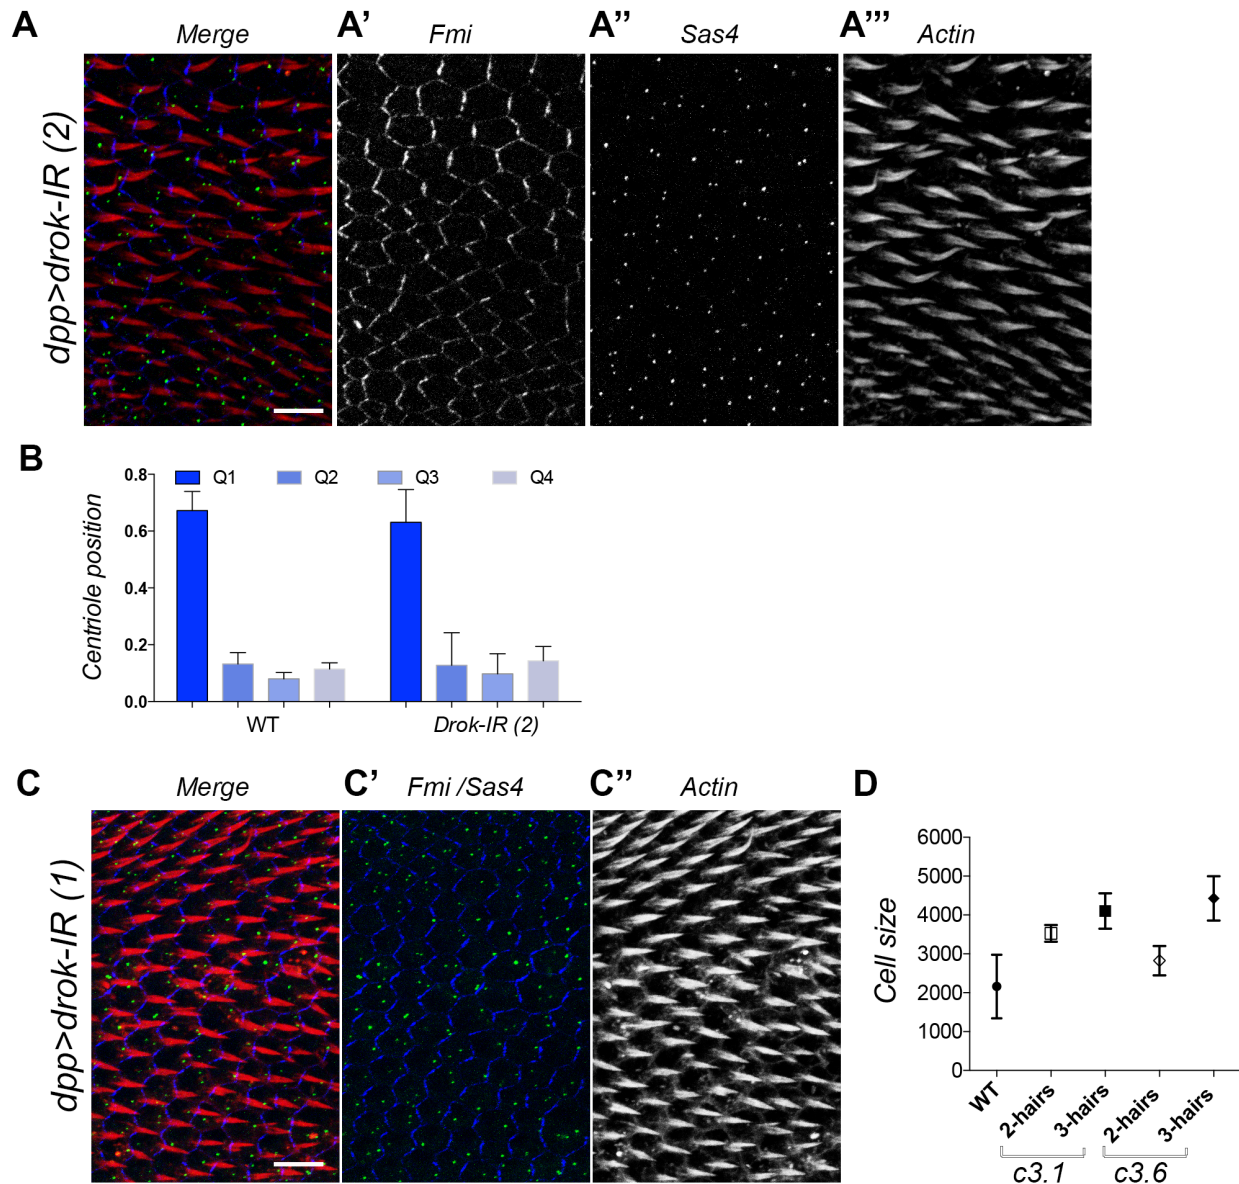 A Merge A' Fmi A'' Sas4 A''' Actin
dpp>drok-IR (2)
B
Q1 Q2 Q3 Q4
Centriole position
0.8
0.6
0.4
0.2
0.0
WT Drok-IR (2)
C Merge C' Fmi /Sas4 C'' Actin
dpp>drok-IR (1)
D
Cell size
6000
5000
4000
3000
2000
1000
0
WT 2-hairs 3-hairs 2-hairs 3-hairs
c3.1 c3.6